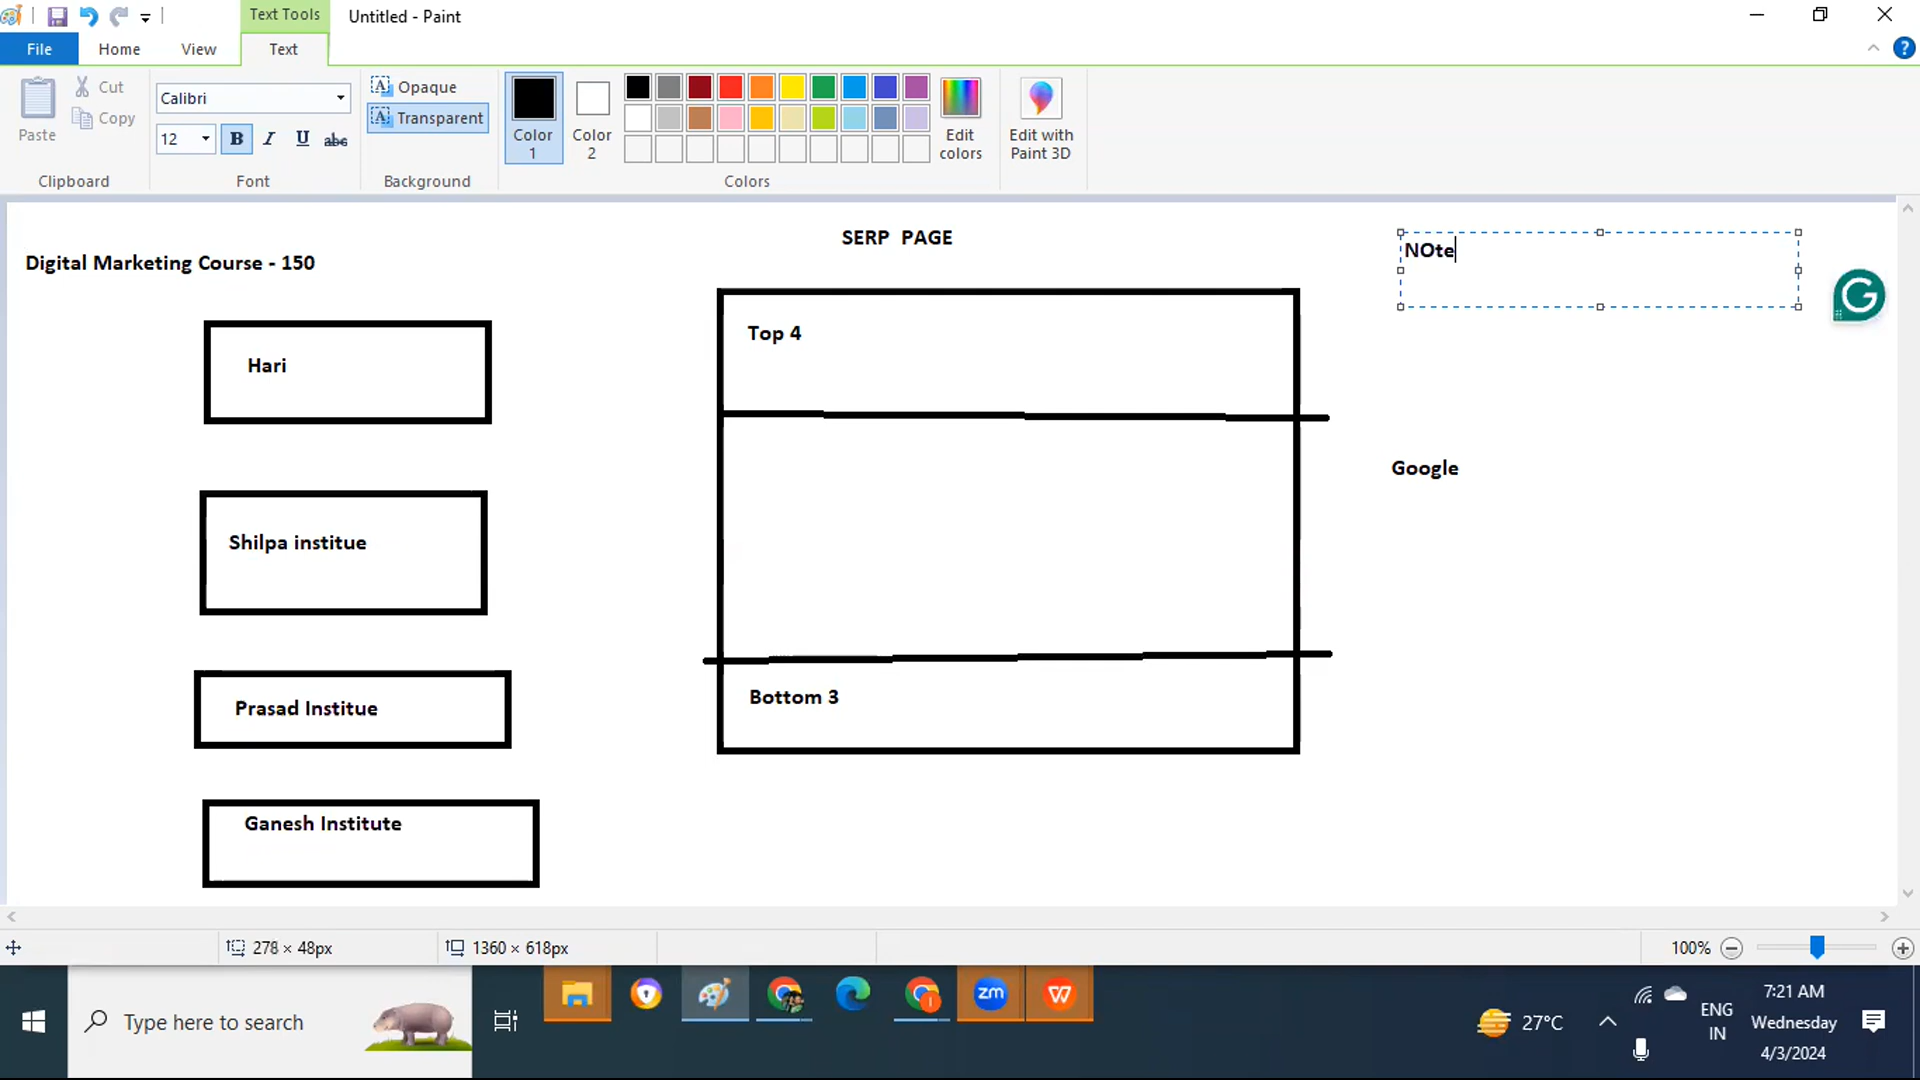 Text Tools
Untitled - Paint
File
Home
View
Text
Paste
Cut
Copy
Clipboard
Calibri
12
B
I
U
abc
Font
A Opaque
A Transparent
Background
Color
1
Color
2
Edit
colors
Edit with
Paint 3D
Colors
SERP PAGE
NOte
Digital Marketing Course - 150
G
Top 4
Hari
Google
Shilpa institue
Bottom 3
Prasad Institue
Ganesh Institute
278 × 48px
1360 × 618px
100%
Type here to search
zm
W
27°C
ENG
IN
7:21 AM
Wednesday
4/3/2024